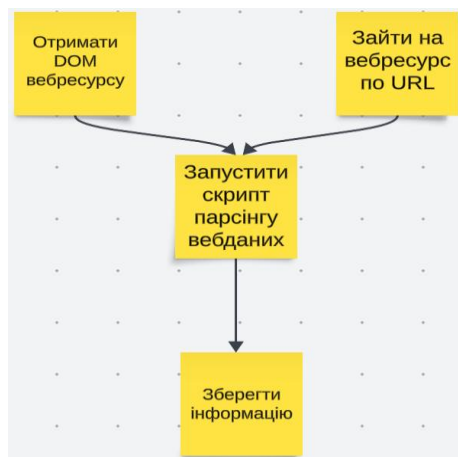 Отримати
DOM
вебресурсу
Зайти на
вебресурс
по URL
Запустити
скрипт
парсінгу
вебданих
Зберегти
інформацію